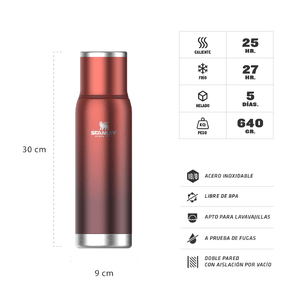 CALIENTE
25
HR.
FRIO
27
HR.
HELADO
5
DÍAS.
PESO
640
GR.
30 cm
STANLEY
ACERO INOXIDABLE
LIBRE DE BPA
APTO PARA LAVAVAJILLAS
A PRUEBA DE FUGAS
DOBLE PARED
CON AISLACIÓN POR VACÍO
9 cm